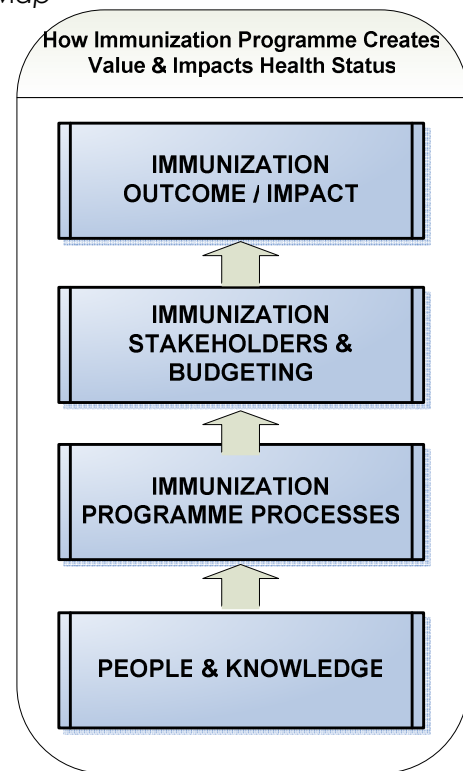 Map
How Immunization Programme Creates
Value & Impacts Health Status
IMMUNIZATION
OUTCOME / IMPACT
IMMUNIZATION
STAKEHOLDERS &
BUDGETING
IMMUNIZATION
PROGRAMME PROCESSES
PEOPLE & KNOWLEDGE